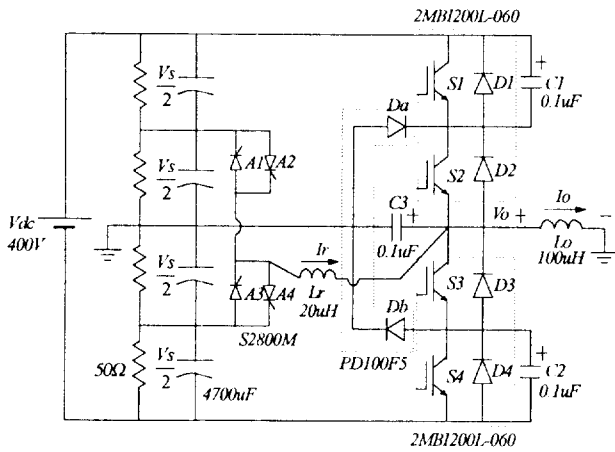 2MBI200L-060
Vs
2
S1
D1
+
C1
0.1uF
Da
Vs
2
A1
A2
S2
D2
C3
+
Vo
+
Io
-
Vdc
400V
0.1uF
Lo
100uH
Vs
2
Ir
A3
A4
Lr
20uH
S3
D3
Db
S2800M
+
50Ω
Vs
2
4700uF
PD100F5
S4
D4
C2
0.1uF
2MBI200L-060